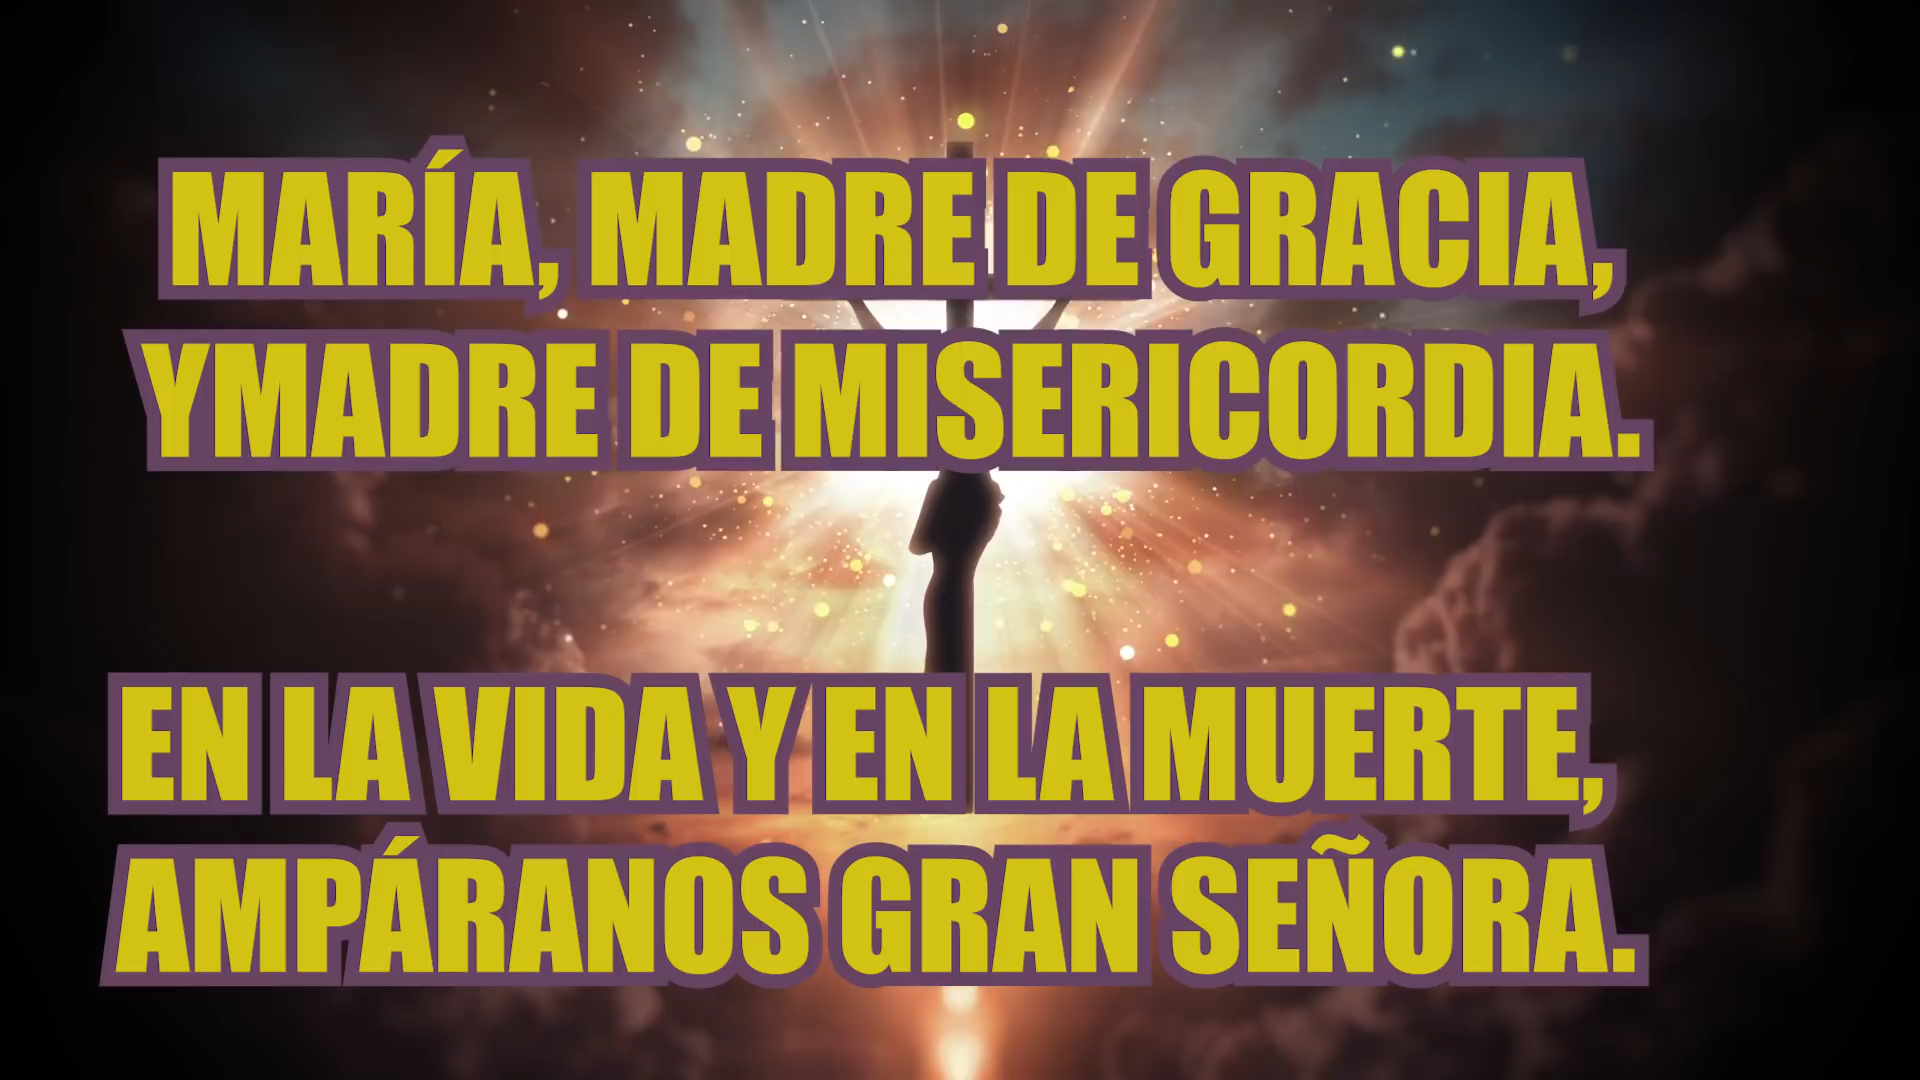 MARÍA, MADRE DE GRACIA,
YMADRE DE MISERICORDIA.
EN LA VIDA Y EN LA MUERTE,
AMPÁRANOS GRAN SEÑORA.